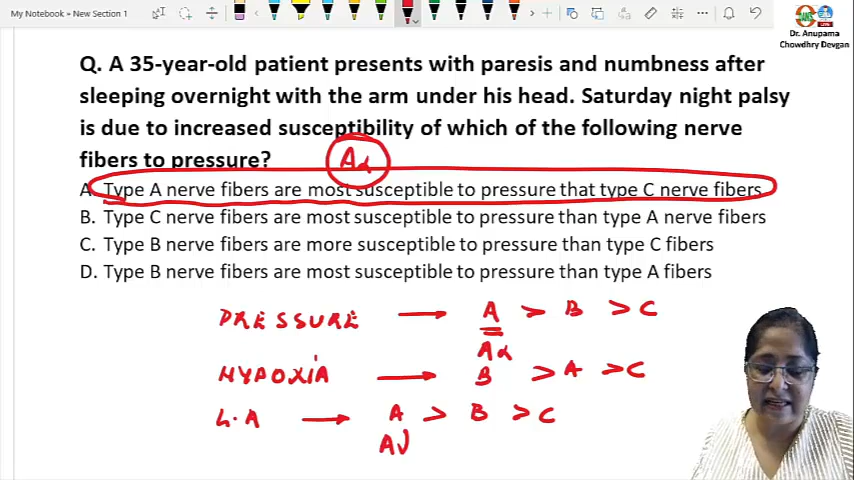 My Notebook » New Section 1
Dr. Anupama
Chowdhry Devgan
Q. A 35-year-old patient presents with paresis and numbness after
sleeping overnight with the arm under his head. Saturday night palsy
is due to increased susceptibility of which of the following nerve
fibers to pressure?
Aα
A. Type A nerve fibers are most susceptible to pressure that type C nerve fibers
B. Type C nerve fibers are most susceptible to pressure than type A nerve fibers
C. Type B nerve fibers are more susceptible to pressure than type C fibers
D. Type B nerve fibers are most susceptible to pressure than type A fibers
PRESSURE → A > B > C
Aα
HYPOXIA → B > A > C
L.A → A > B > C